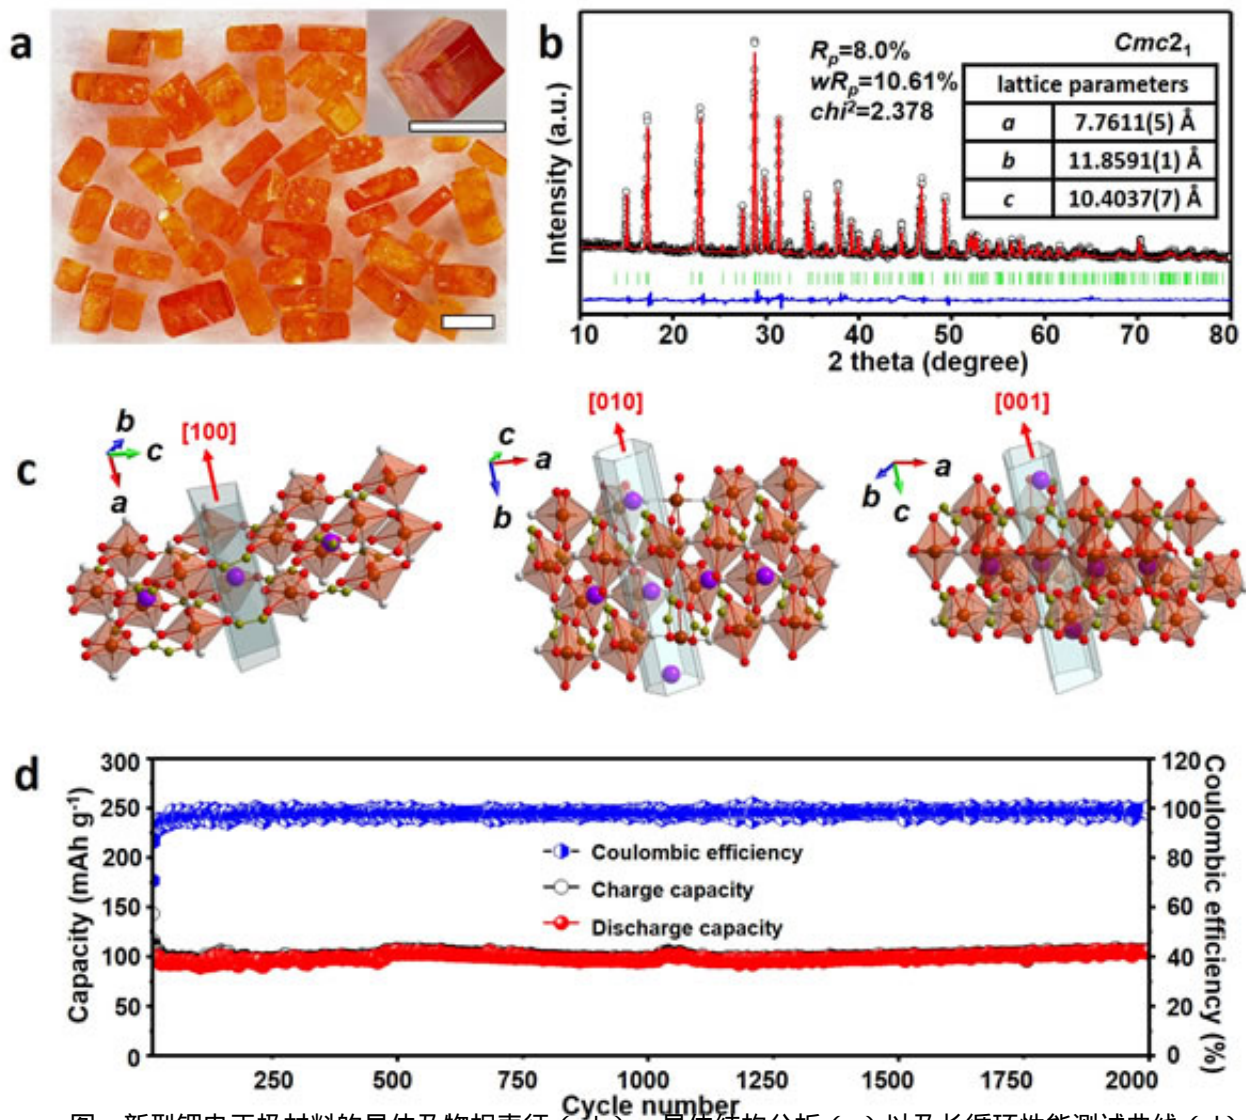 a
b
R_p=8.0%
wR_p=10.61%
chi²=2.378
Cmc2₁
lattice parameters
a 7.7611(5) Å
b 11.8591(1) Å
c 10.4037(7) Å
Intensity (a.u.)
10 20 30 40 50 60 70 80
2 theta (degree)
c
b
c
a
[100]
[010]
c
a
b
[001]
a
b
c
d
Capacity (mAh g⁻¹)
300
250
200
150
100
50
0
120
100
80
60
40
20
0
Coulombic efficiency (%)
Coulombic efficiency
Charge capacity
Discharge capacity
250 500 750 1000 1250 1500 1750 2000
Cycle number